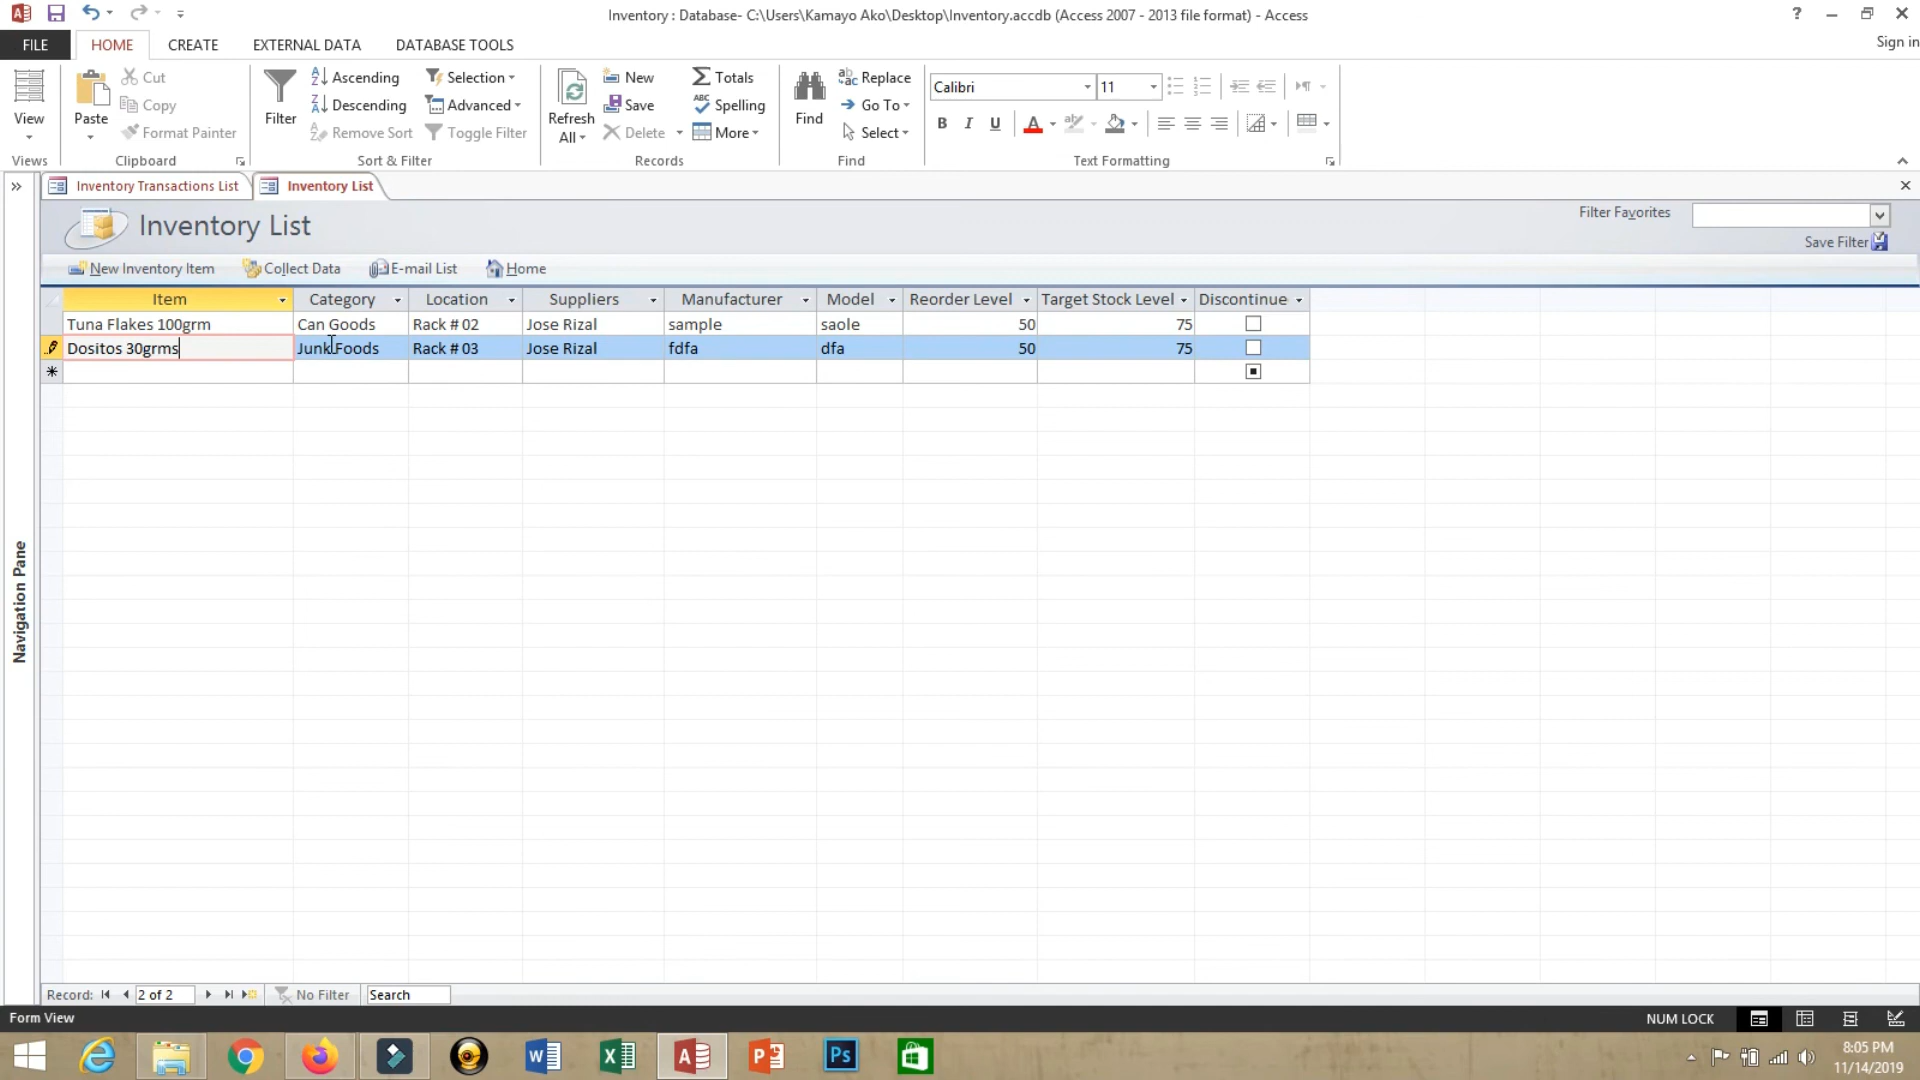 Inventory : Database- C:\Users\Kamayo Ako\Desktop\Inventory.accdb (Access 2007 - 2013 file format) - Access
?
Sign in
FILE HOME CREATE EXTERNAL DATA DATABASE TOOLS
View
Views
Paste
Cut
Copy
Format Painter
Clipboard
Filter
Ascending
Descending
Remove Sort
Selection
Advanced
Toggle Filter
Sort & Filter
Refresh
All
New
Save
Delete
Totals
Spelling
More
Records
Find
Replace
Go To
Select
Find
Calibri 11
B I U A
Text Formatting
Inventory Transactions List Inventory List
Inventory List
Filter Favorites
Save Filter
New Inventory Item Collect Data E-mail List Home
Item Category Location Suppliers Manufacturer Model Reorder Level Target Stock Level Discontinue
Tuna Flakes 100grm Can Goods Rack # 02 Jose Rizal sample saole 50 75
Dositos 30grms Junk Foods Rack # 03 Jose Rizal fdfa dfa 50 75
Navigation Pane
Record: 2 of 2 No Filter Search
Form View NUM LOCK
8:05 PM
11/14/2019